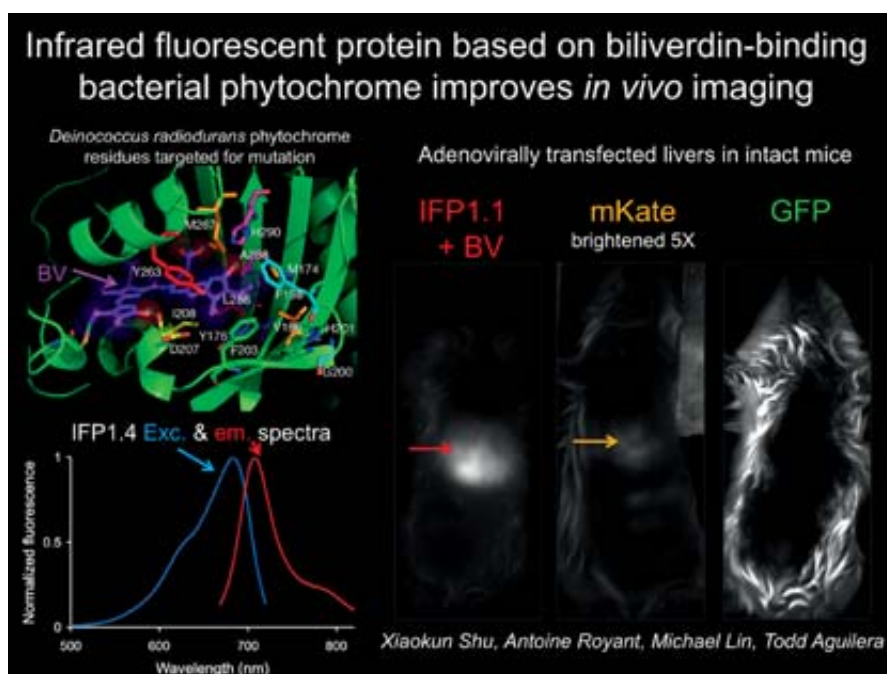 Infrared fluorescent protein based on biliverdin-binding
bacterial phytochrome improves in vivo imaging
Deinococcus radiodurans phytochrome
residues targeted for mutation
M267
H290
BV
Y263
A288
M174
L286
I208
Y176
H201
D207
F203
G200
IFP1.4 Exc. & em. spectra
Normalized fluorescence
1
0.5
0
500
600
700
800
Wavelength (nm)
Adenovirally transfected livers in intact mice
IFP1.1
+ BV
mKate
brightened 5X
GFP
Xiaokun Shu, Antoine Royant, Michael Lin, Todd Aguilera